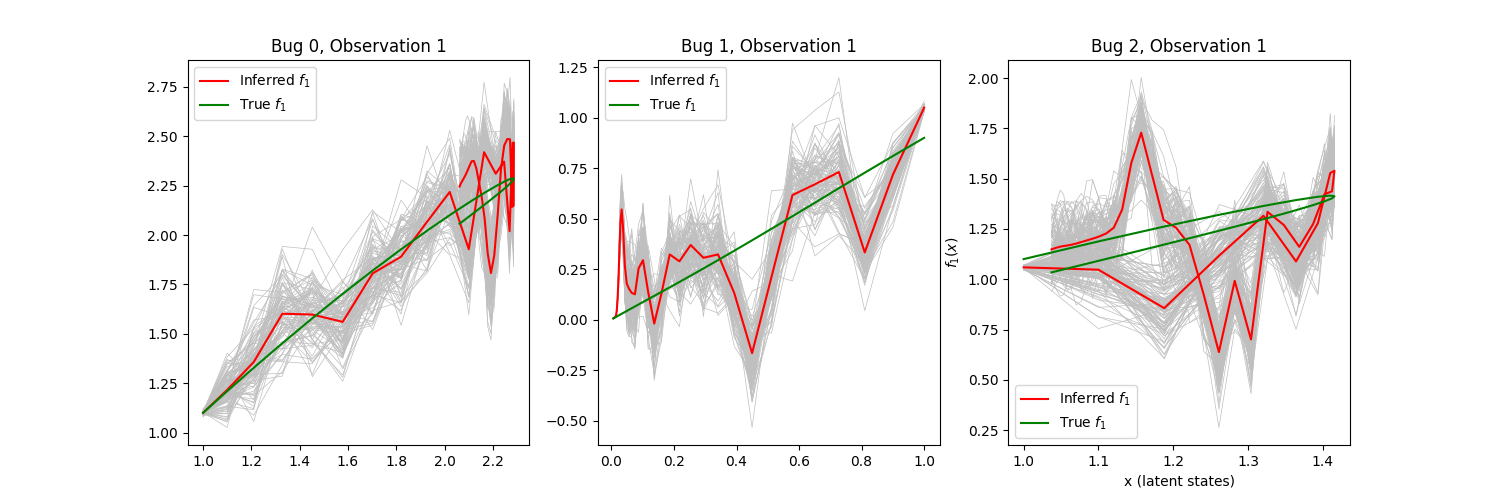 Bug 0, Observation 1
Inferred f₁
True f₁
2.75
2.50
2.25
2.00
1.75
1.50
1.25
1.00
1.0 1.2 1.4 1.6 1.8 2.0 2.2
Bug 1, Observation 1
Inferred f₁
True f₁
1.25
1.00
0.75
0.50
0.25
0.00
−0.25
−0.50
0.0 0.2 0.4 0.6 0.8 1.0
Bug 2, Observation 1
f₁(x)
2.00
1.75
1.50
1.25
1.00
0.75
0.50
0.25
Inferred f₁
True f₁
1.0 1.1 1.2 1.3 1.4
x (latent states)